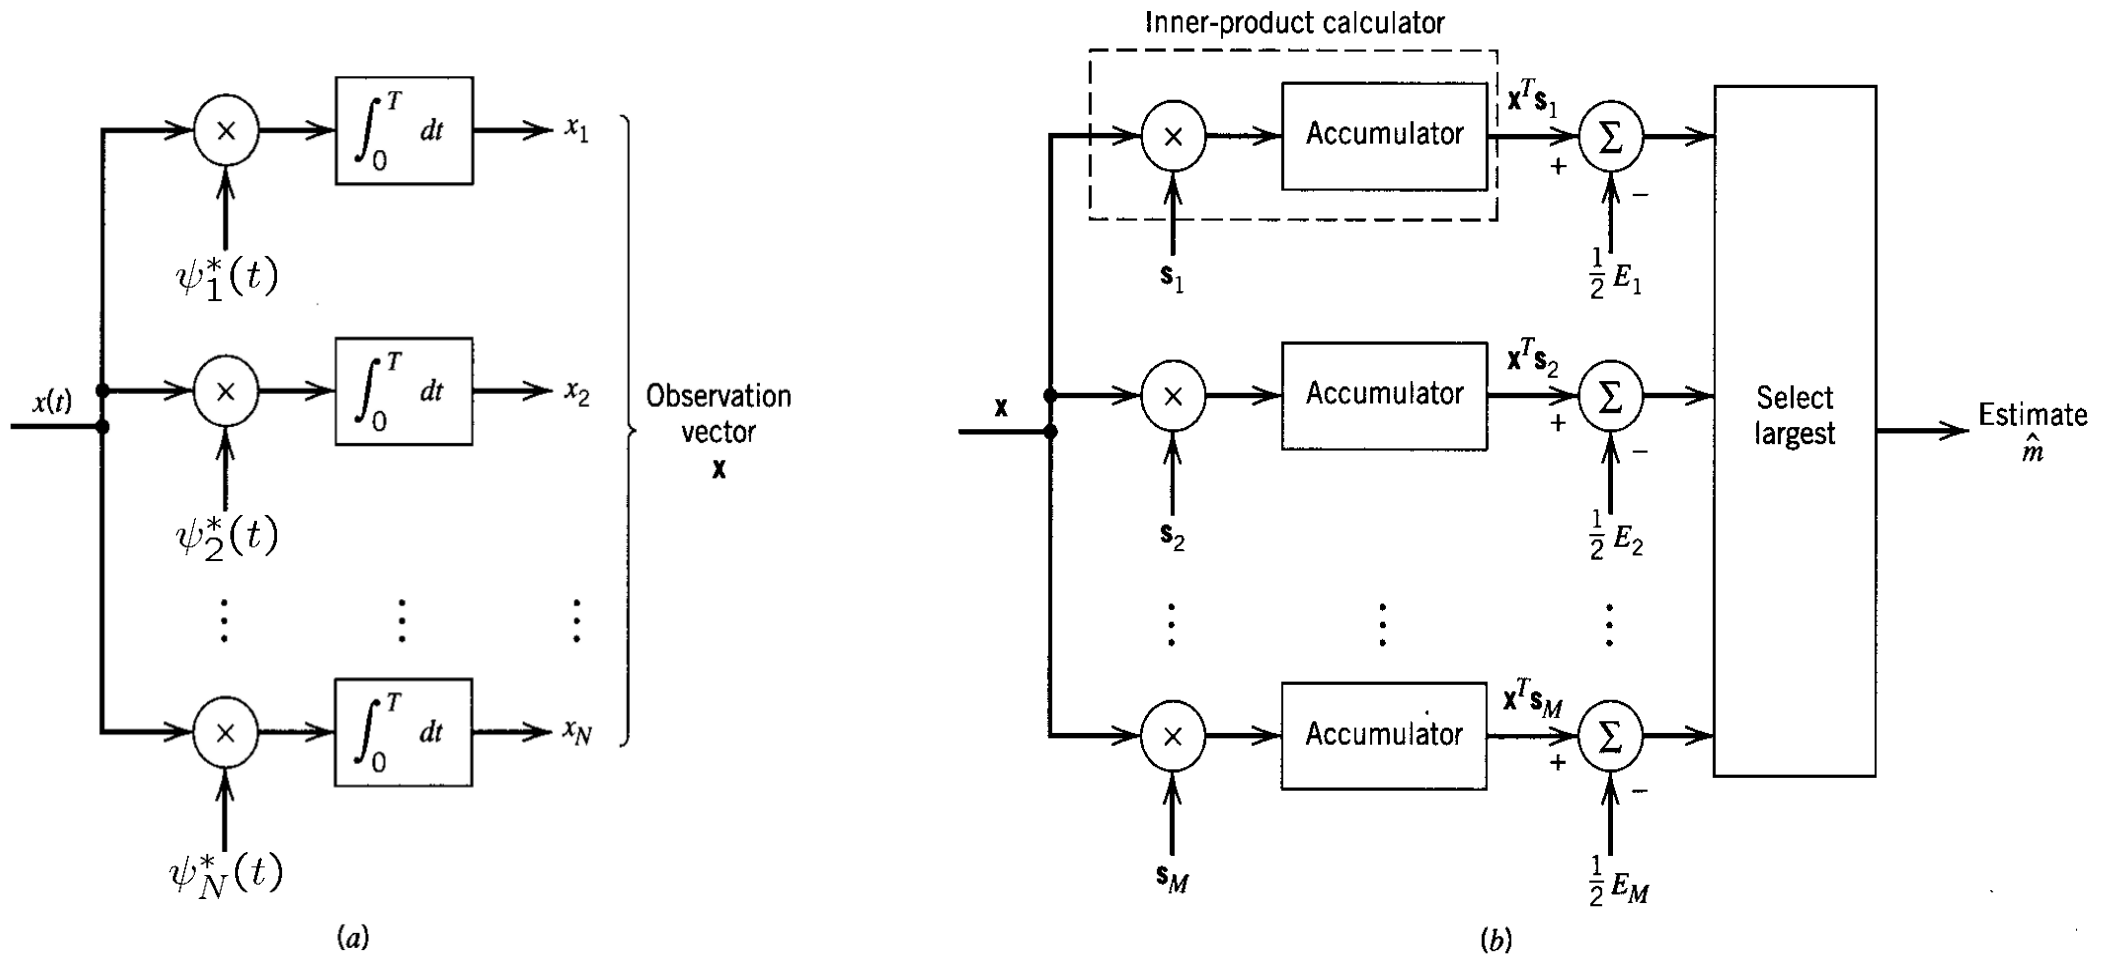 x(t)
×
∫₀ᵀ dt
x₁
ψ₁*(t)
×
∫₀ᵀ dt
x₂
ψ₂*(t)
×
∫₀ᵀ dt
x_N
ψ_N*(t)
Observation
vector
x
(a)
Inner-product calculator
x
×
Accumulator
xᵀs₁
+
Σ
−
s₁
½E₁
×
Accumulator
xᵀs₂
+
Σ
−
s₂
½E₂
×
Accumulator
xᵀs_M
+
Σ
−
s_M
½E_M
Select
largest
Estimate
m̂
(b)